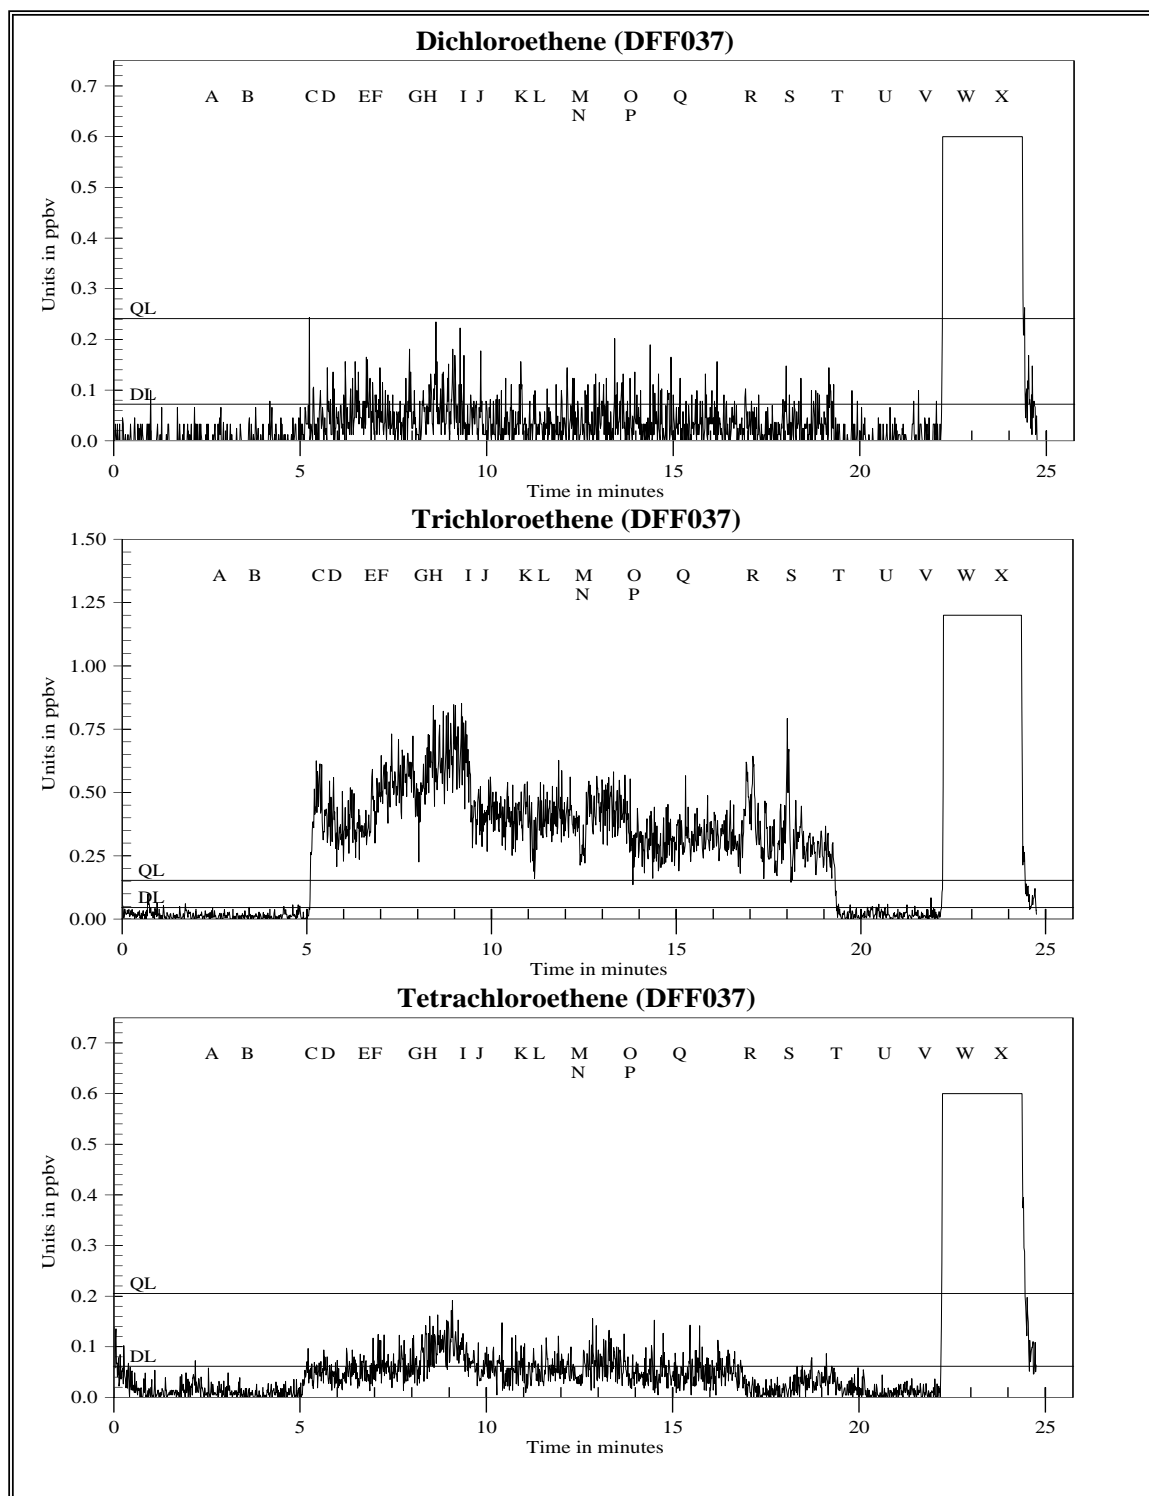 Dichloroethene (DFF037)
0.7
A B C D E F G H I J K L M O Q R S T U V W X
N P
0.6
0.5
Units in ppbv
0.4
0.3
QL
0.2
0.1
DL
0.0
0 5 10 15 20 25
Time in minutes
Trichloroethene (DFF037)
1.50
A B C D E F G H I J K L M O Q R S T U V W X
N P
1.25
1.00
Units in ppbv
0.75
0.50
0.25
QL
DL
0.00
0 5 10 15 20 25
Time in minutes
Tetrachloroethene (DFF037)
0.7
A B C D E F G H I J K L M O Q R S T U V W X
N P
0.6
0.5
Units in ppbv
0.4
0.3
QL
0.2
0.1
DL
0.0
0 5 10 15 20 25
Time in minutes